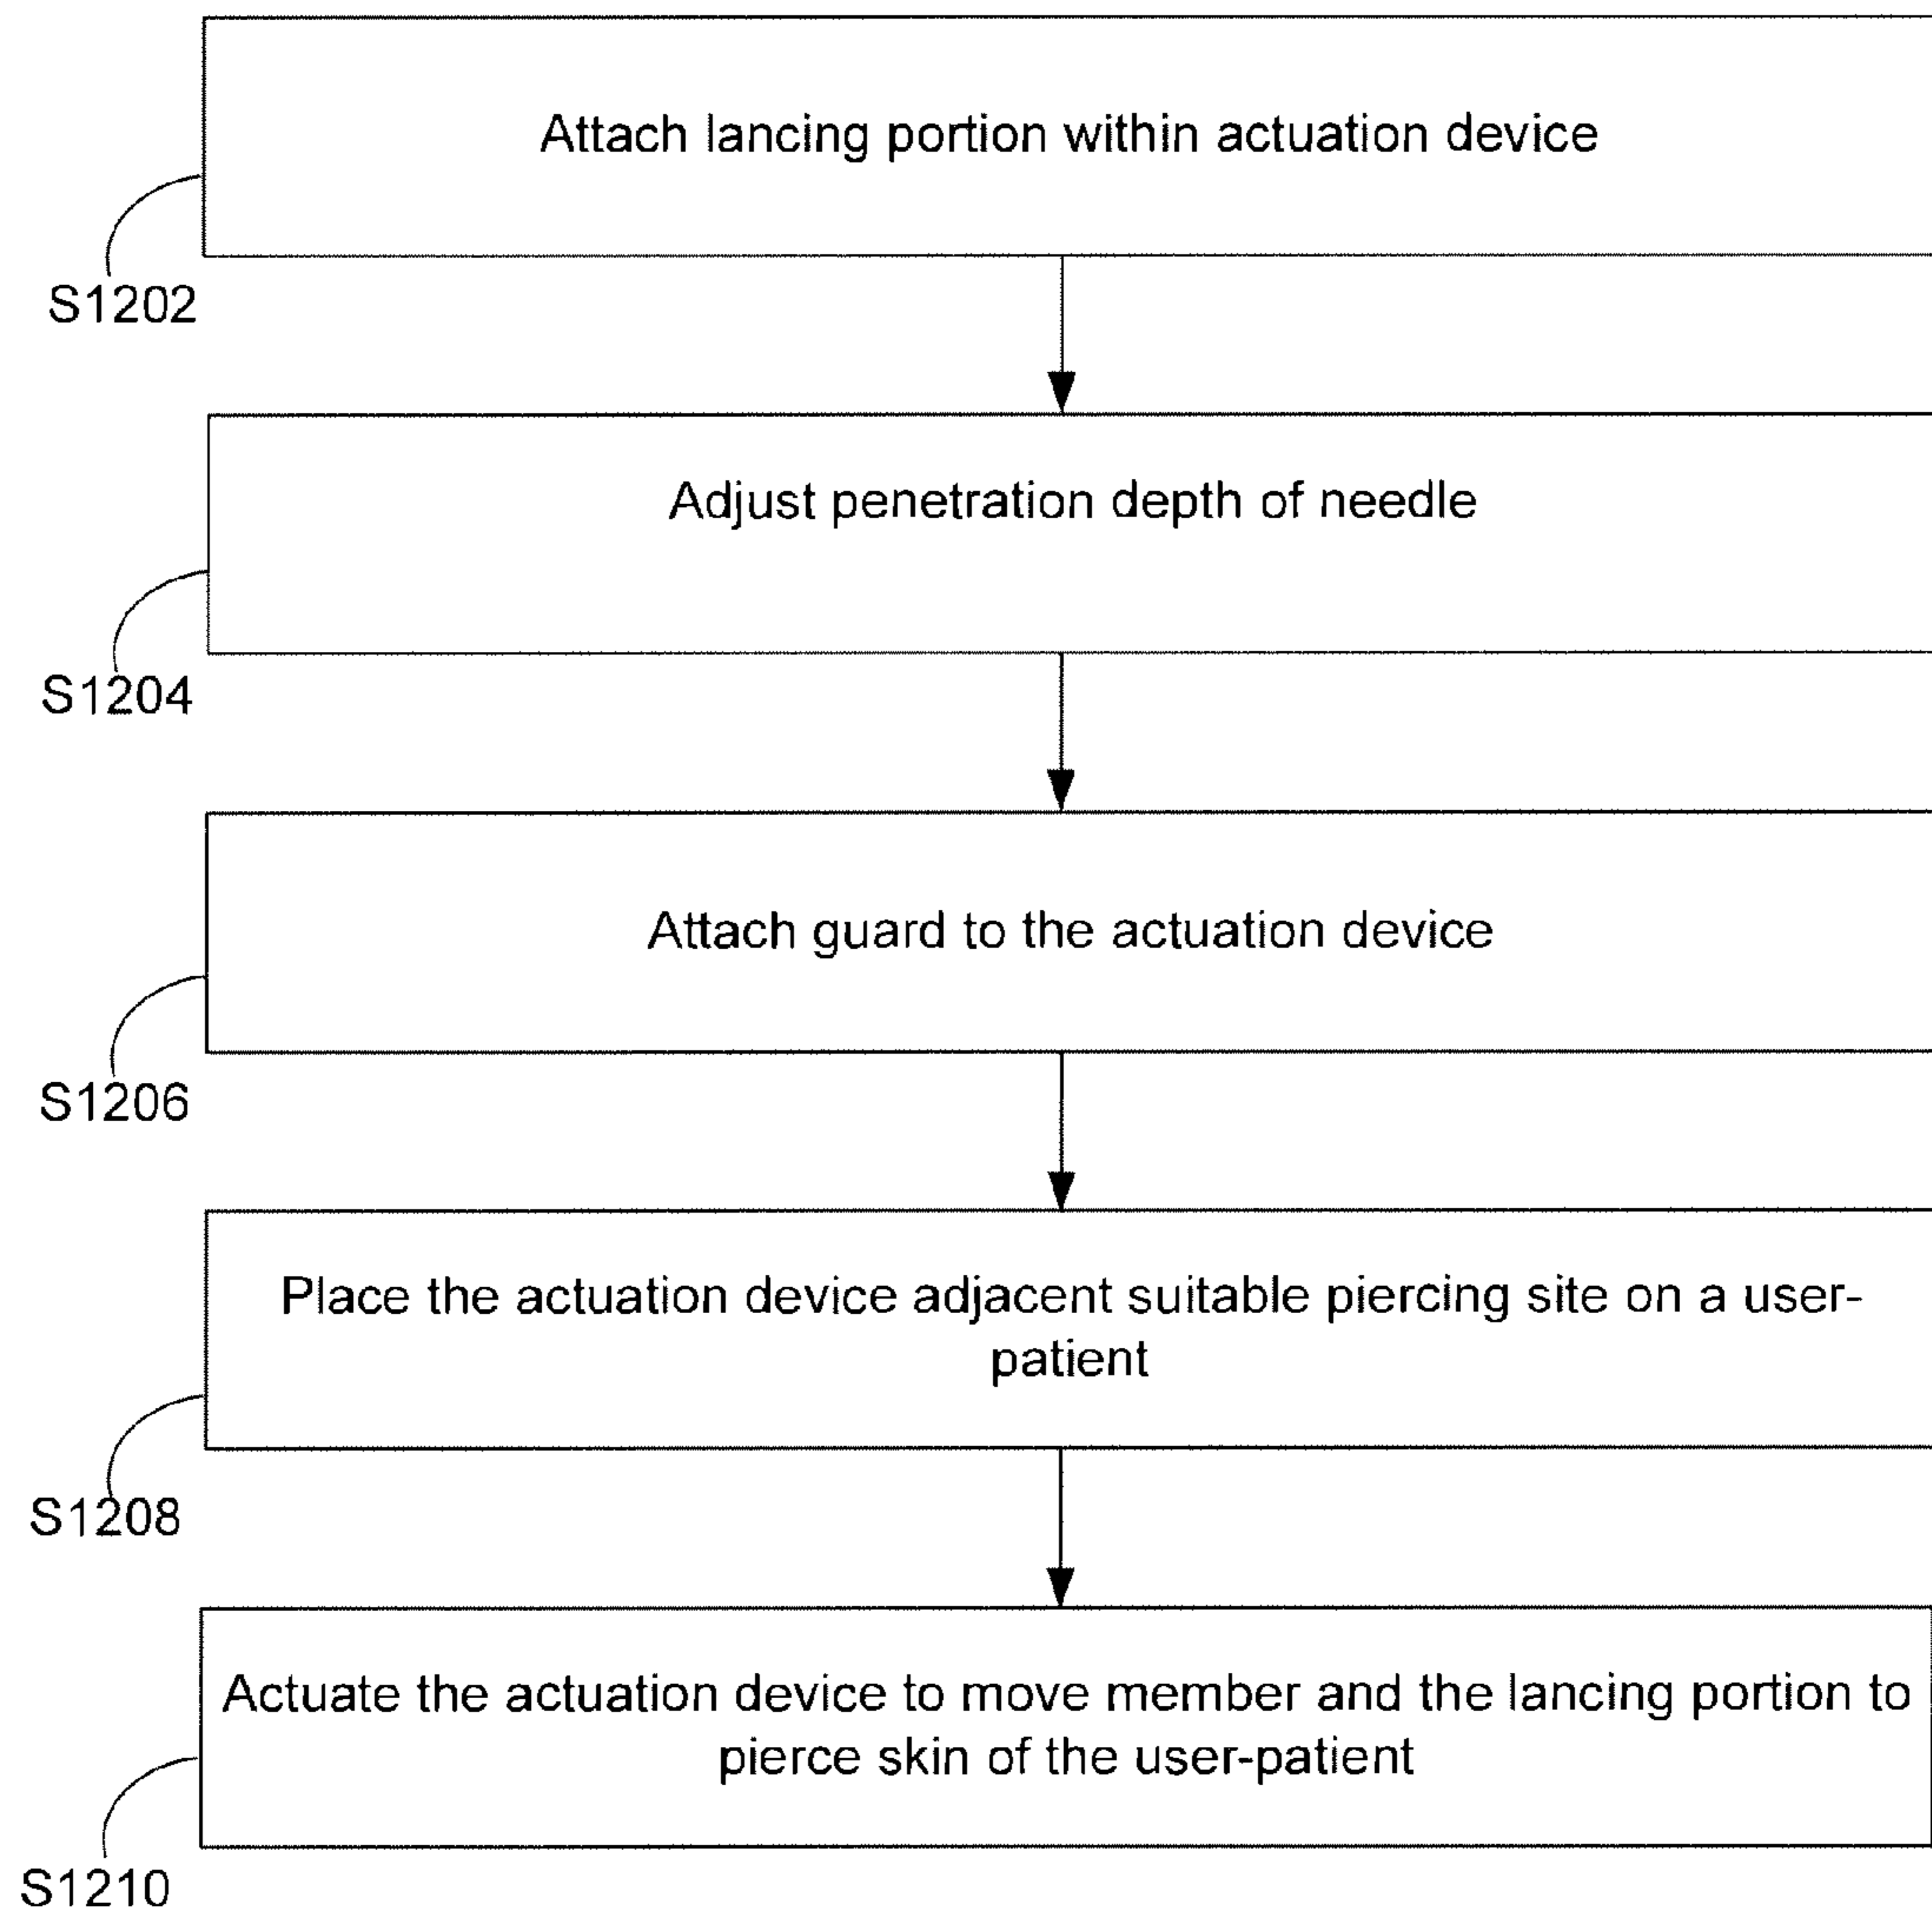 Attach lancing portion within actuation device
S1202
Adjust penetration depth of needle
S1204
Attach guard to the actuation device
S1206
Place the actuation device adjacent suitable piercing site on a user-
patient
S1208
Actuate the actuation device to move member and the lancing portion to
pierce skin of the user-patient
S1210